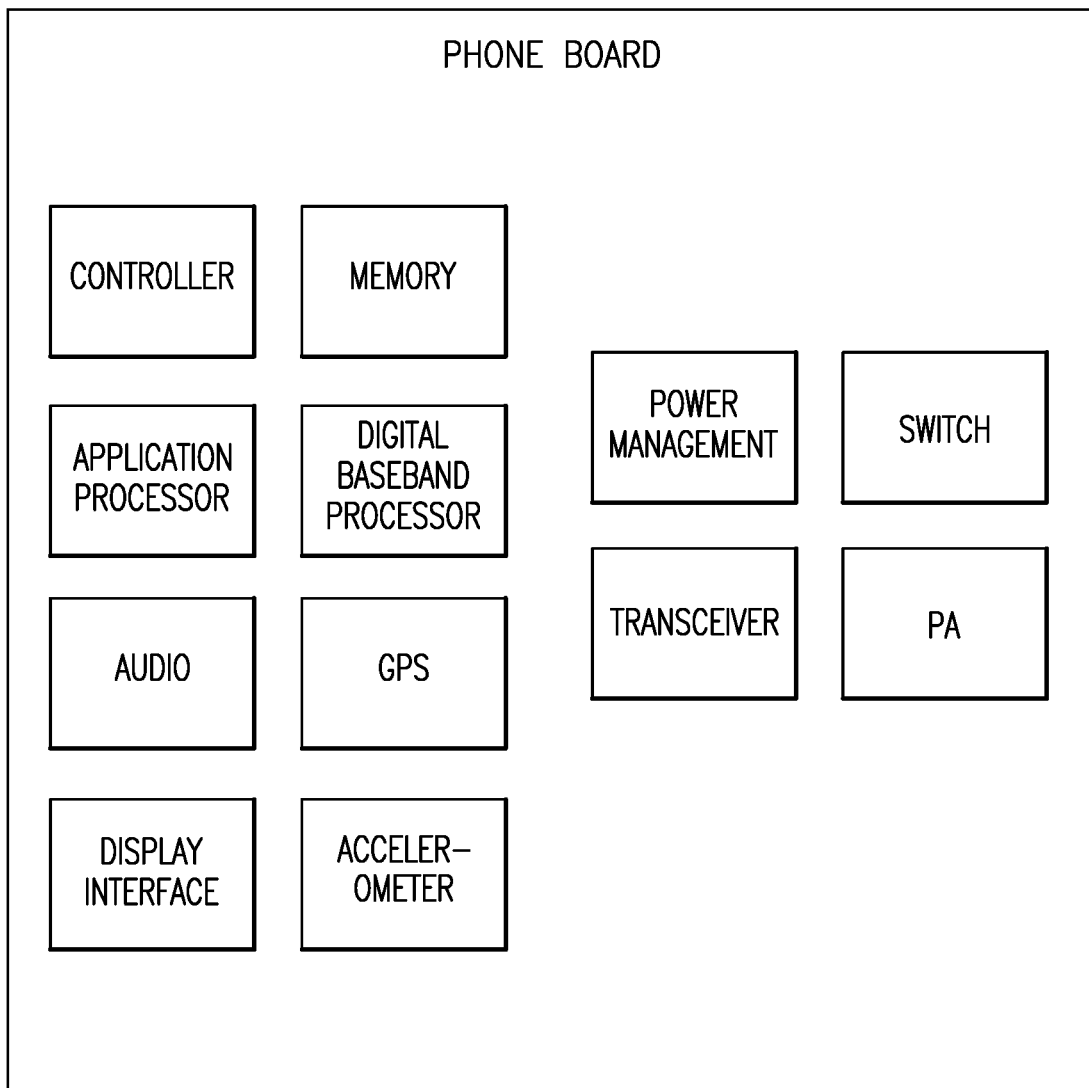 PHONE BOARD
CONTROLLER
MEMORY
APPLICATION
PROCESSOR
DIGITAL
BASEBAND
PROCESSOR
AUDIO
GPS
DISPLAY
INTERFACE
ACCELER-
OMETER
POWER
MANAGEMENT
SWITCH
TRANSCEIVER
PA